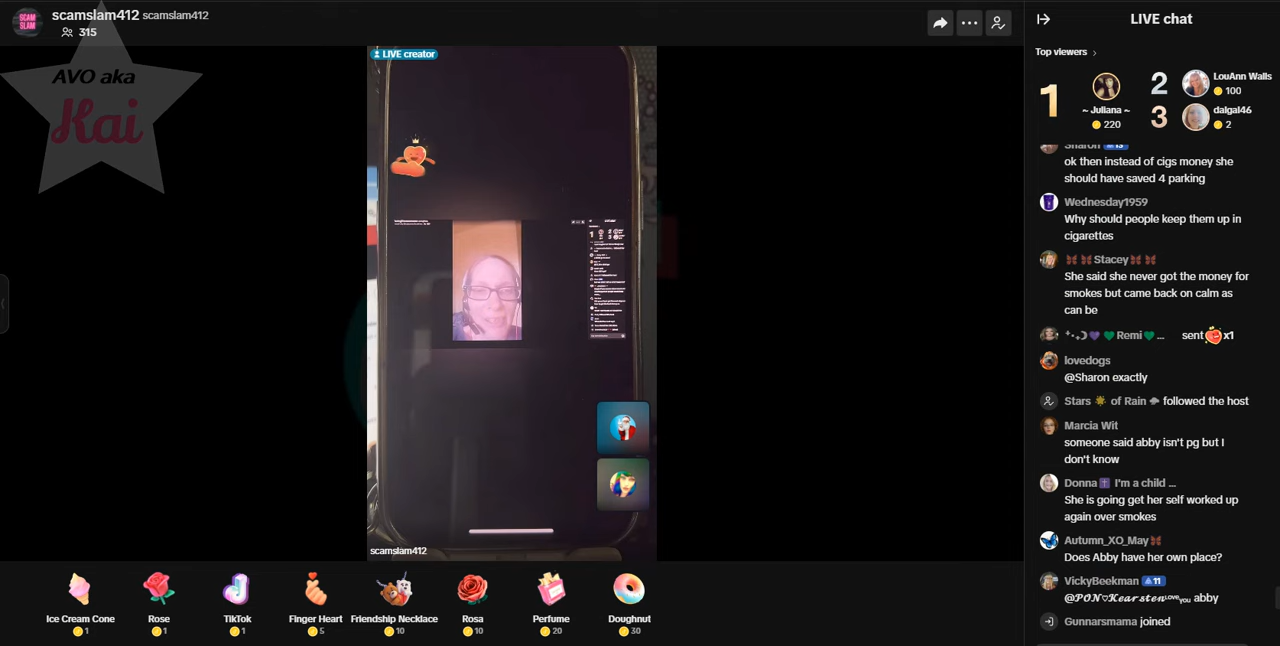 SCAM
SLAM
scamslam412 scamslam412
315
AVO aka
Kai
LIVE creator
scamslam412
Ice Cream Cone
1
Rose
1
TikTok
1
Finger Heart
5
Friendship Necklace
10
Rosa
10
Perfume
20
Doughnut
30
LIVE chat
Top viewers
1
~ Juliana ~
220
2
LouAnn Walls
100
3
dalgal46
2
Sharon 13
ok then instead of cigs money she
should have saved 4 parking
Wednesday1959
Why should people keep them up in
cigarettes
Stacey
She said she never got the money for
smokes but came back on calm as
can be
Remi ... sent x1
lovedogs
@Sharon exactly
Stars of Rain followed the host
Marcia Wit
someone said abby isn't pg but I
don't know
Donna I'm a child ...
She is going get her self worked up
again over smokes
Autumn_XO_May
Does Abby have her own place?
VickyBeekman 11
@𝓟𝓞𝓝♡𝓚𝓮𝓪𝓻𝓼𝓽𝓮𝓷ᴸᴼⱽᴱyou abby
Gunnarsmama joined